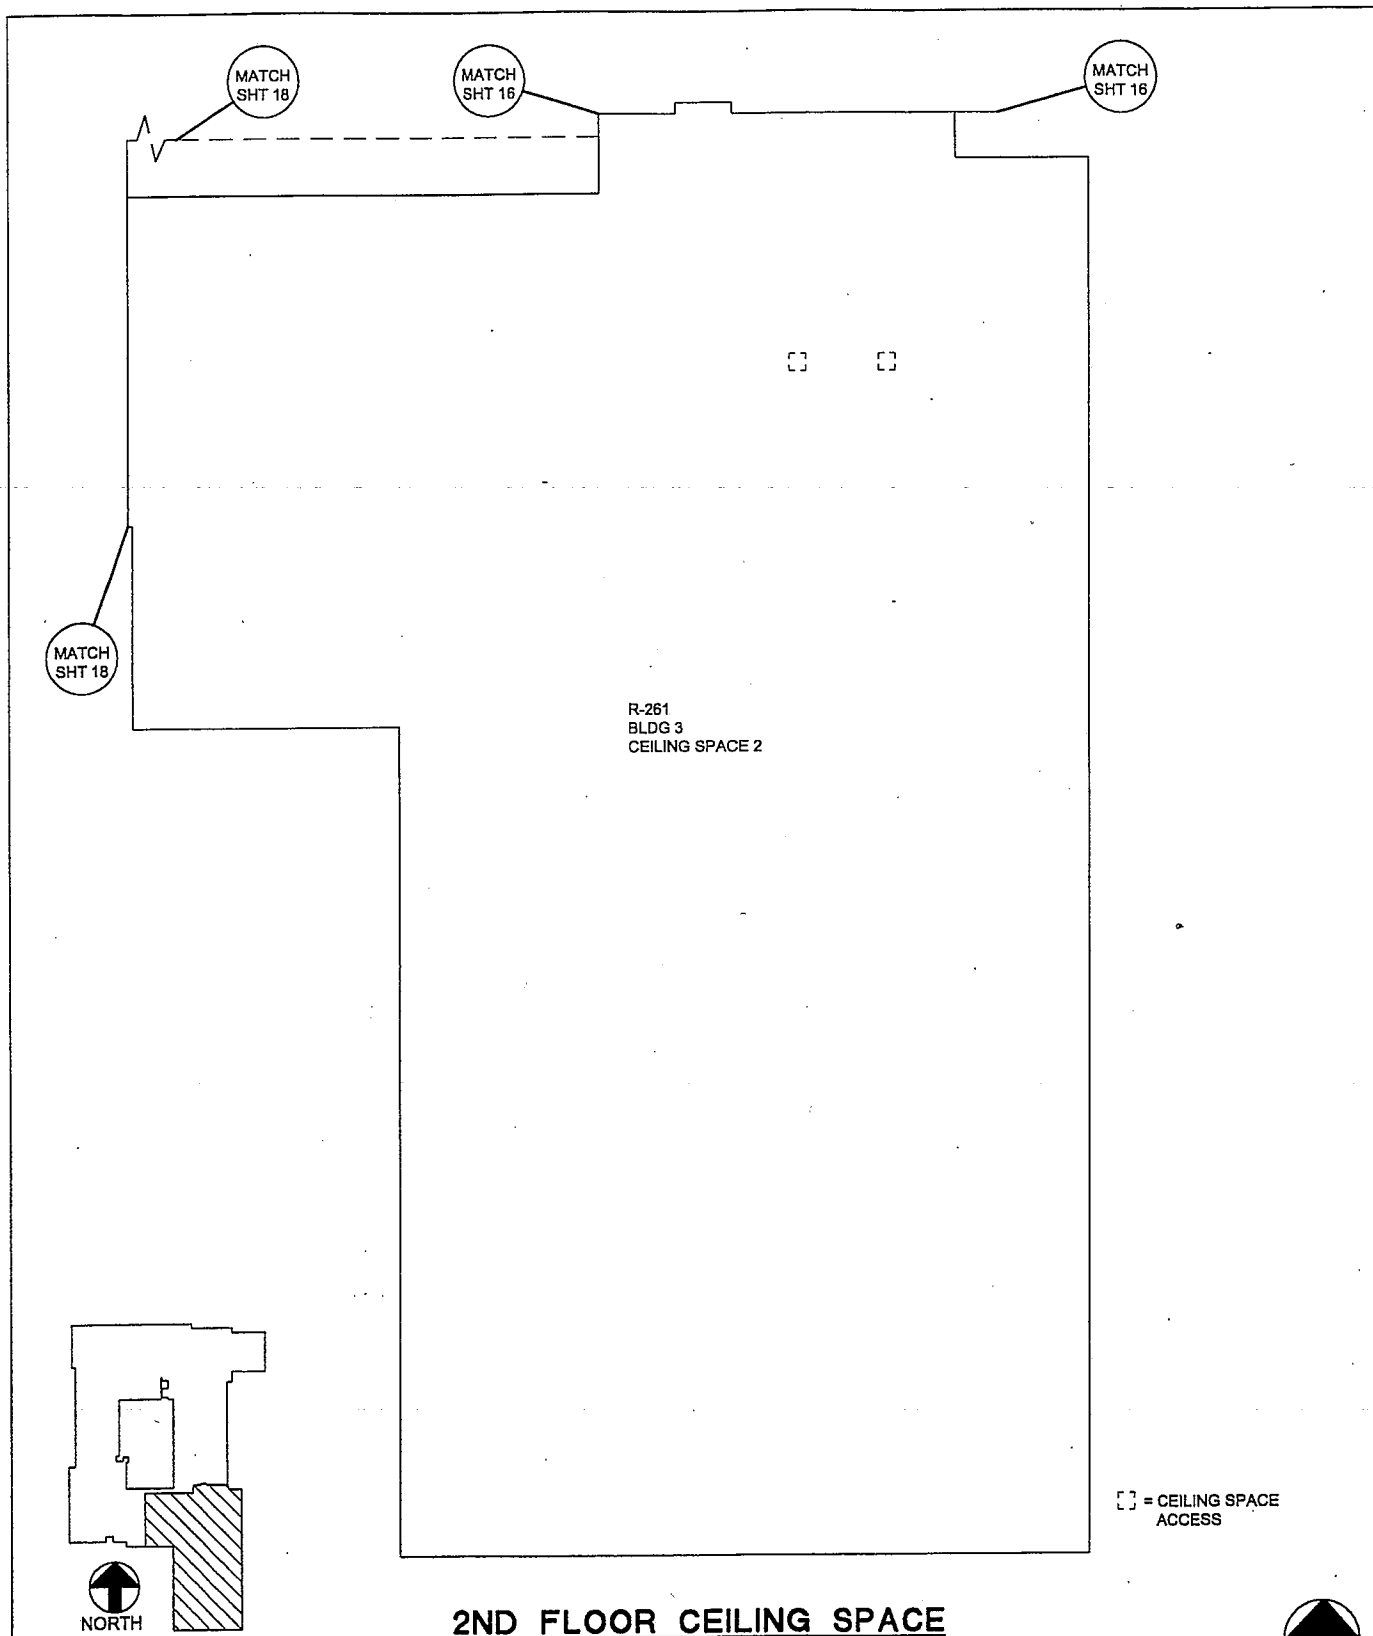 MATCH
SHT 18
MATCH
SHT 16
MATCH
SHT 16
MATCH
SHT 18
R-261
BLDG 3
CEILING SPACE 2
= CEILING SPACE
ACCESS
NORTH
2ND FLOOR CEILING SPACE